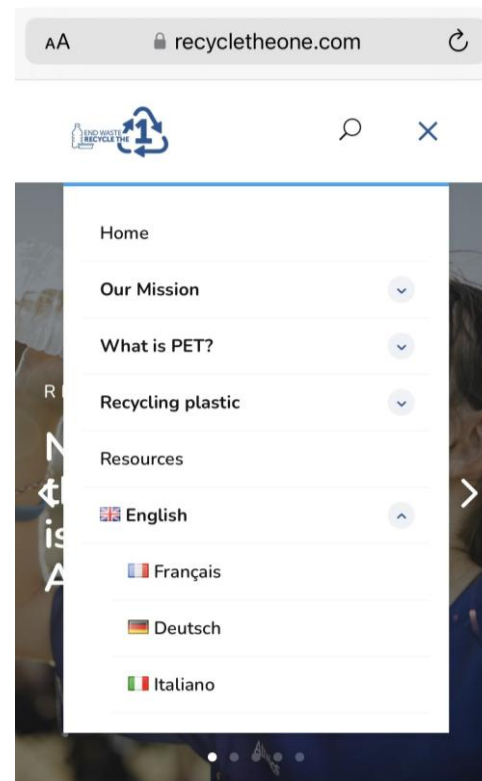 AA recycletheone.com
END WASTE
RECYCLE THE 1
Home
Our Mission
What is PET?
Recycling plastic
Resources
English
Français
Deutsch
Italiano